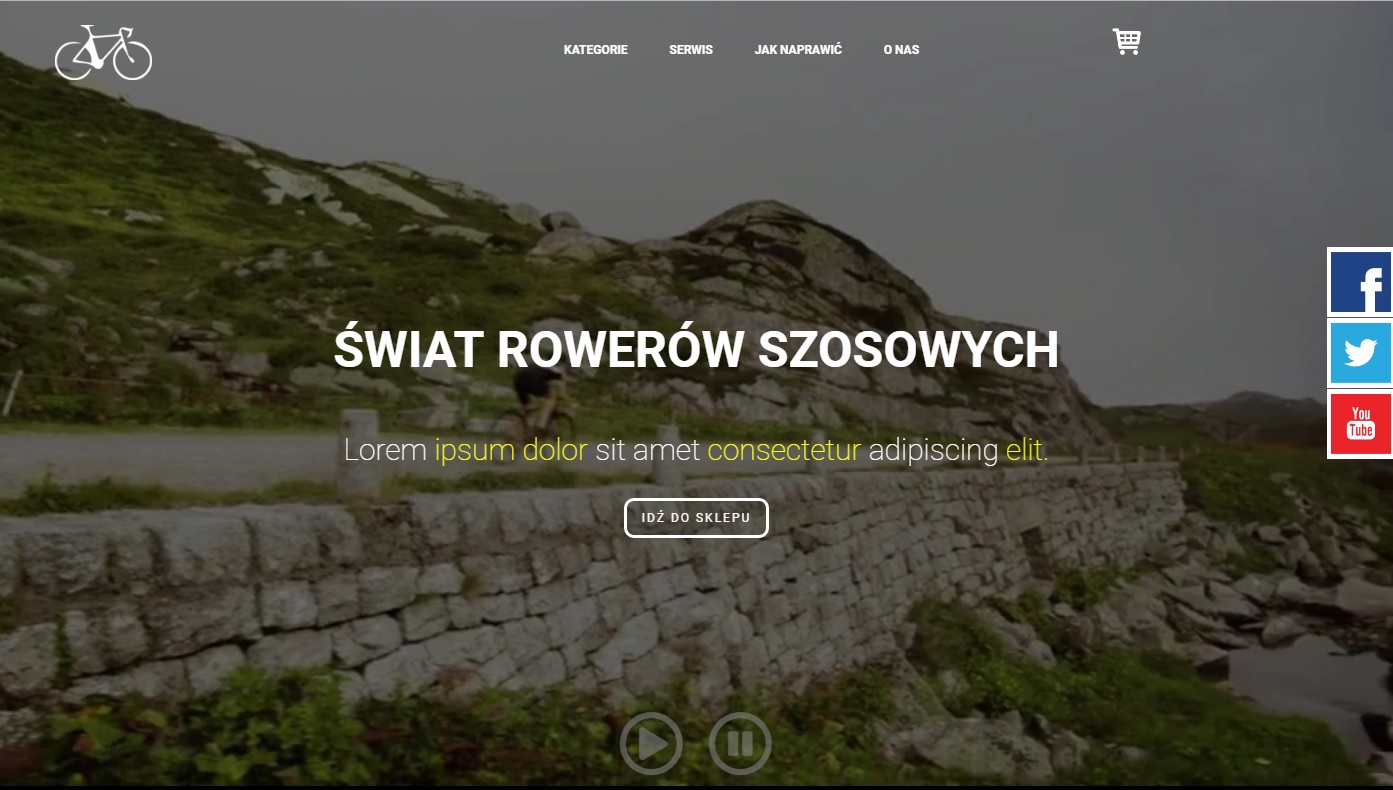 KATEGORIE SERWIS JAK NAPRAWIĆ O NAS
ŚWIAT ROWERÓW SZOSOWYCH
Lorem ipsum dolor sit amet consectetur adipiscing elit.
IDŹ DO SKLEPU
f
You
Tube